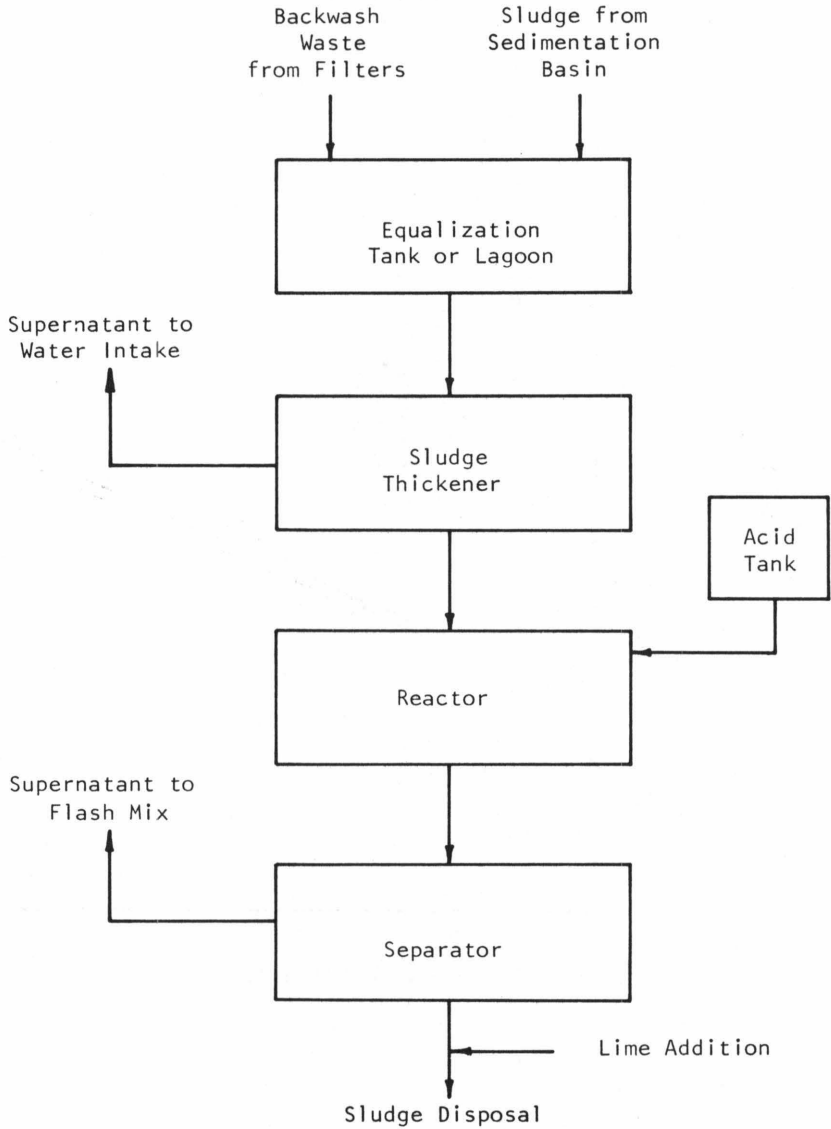 Backwash
Waste
from Filters
Sludge from
Sedimentation
Basin
Equalization
Tank or Lagoon
Supernatant to
Water Intake
Sludge
Thickener
Acid
Tank
Reactor
Supernatant to
Flash Mix
Separator
Lime Addition
Sludge Disposal